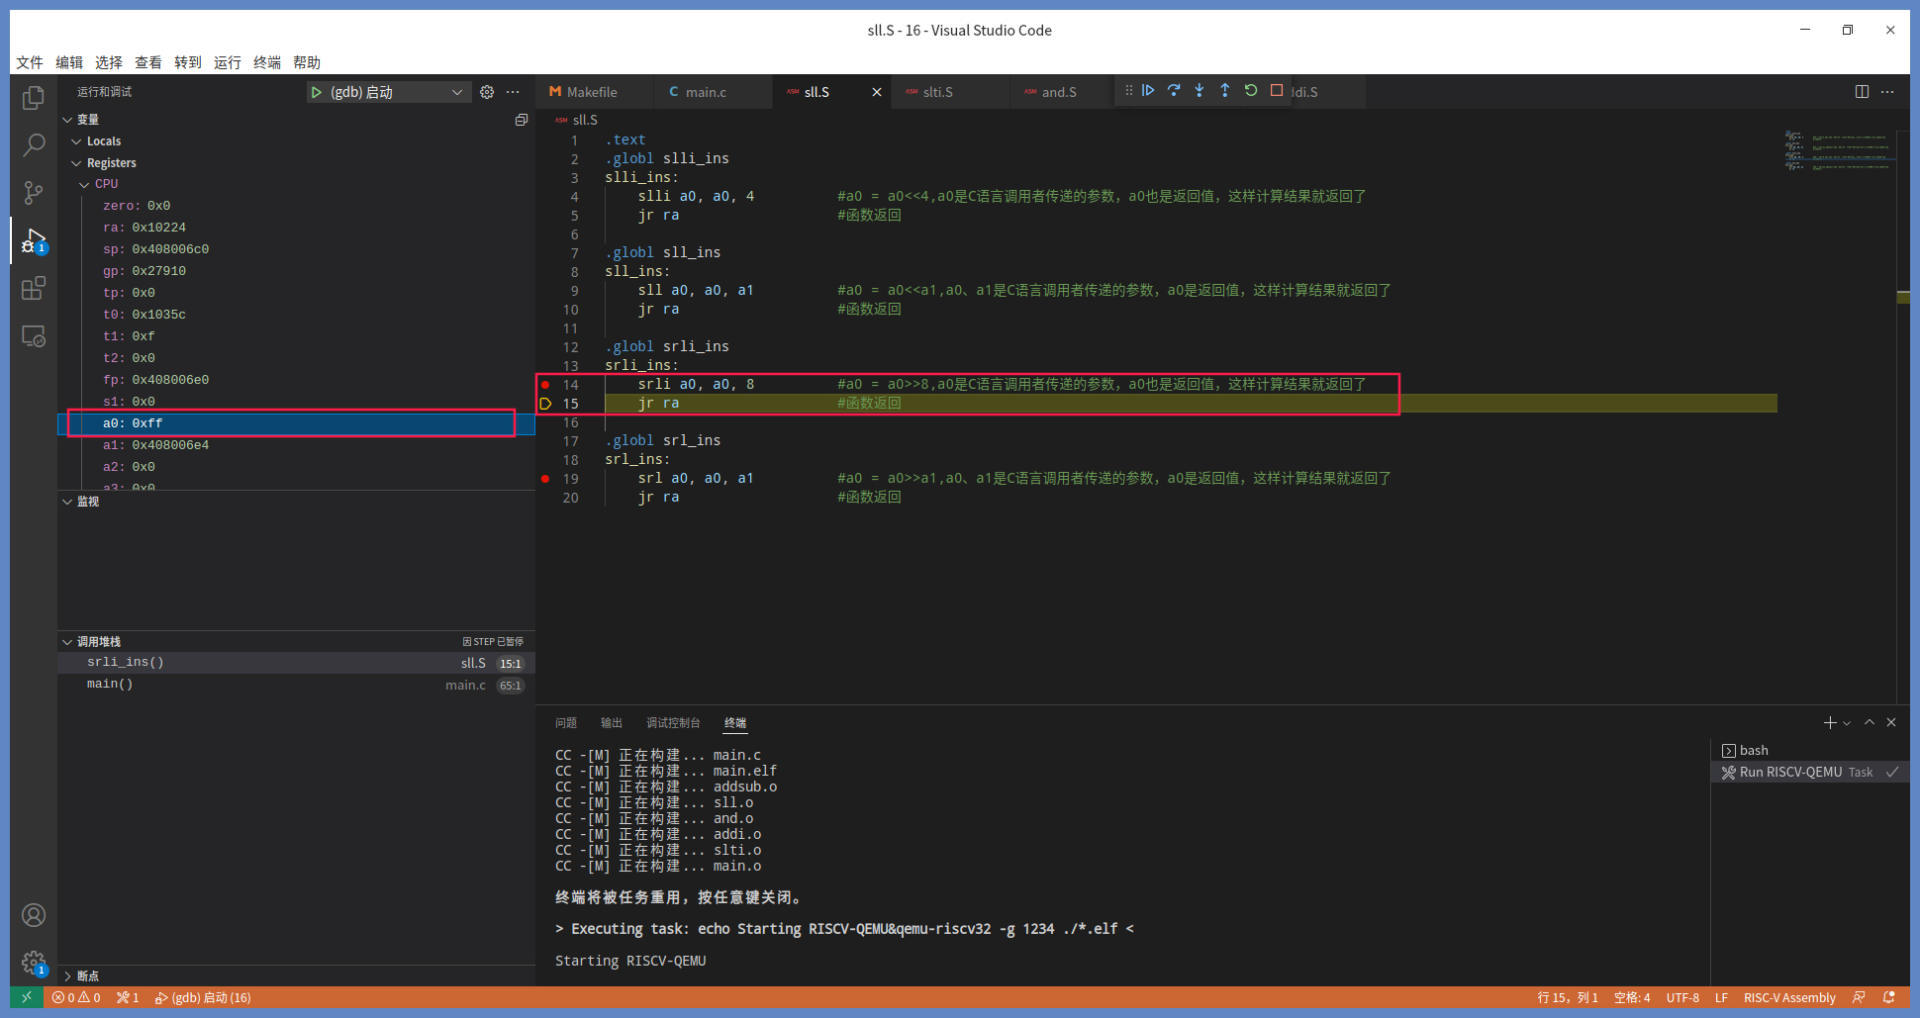 sll.S - 16 - Visual Studio Code
文件 编辑 选择 查看 转到 运行 终端 帮助
运行和调试
(gdb) 启动
Makefile
main.c
sll.S
slti.S
and.S
ddi.S
变量
Locals
Registers
CPU
zero: 0x0
ra: 0x10224
sp: 0x408006c0
gp: 0x27910
tp: 0x0
t0: 0x1035c
t1: 0xf
t2: 0x0
fp: 0x408006e0
s1: 0x0
a0: 0xff
a1: 0x408006e4
a2: 0x0
a3: 0x0
监视
调用堆栈
因 STEP 已暂停
srli_ins() sll.S 15:1
main() main.c 65:1
断点
sll.S
1 .text
2 .globl slli_ins
3 slli_ins:
4 slli a0, a0, 4 #a0 = a0<<4,a0是C语言调用者传递的参数，a0也是返回值，这样计算结果就返回了
5 jr ra #函数返回
6
7 .globl sll_ins
8 sll_ins:
9 sll a0, a0, a1 #a0 = a0<<a1,a0、a1是C语言调用者传递的参数，a0是返回值，这样计算结果就返回了
10 jr ra #函数返回
11
12 .globl srli_ins
13 srli_ins:
14 srli a0, a0, 8 #a0 = a0>>8,a0是C语言调用者传递的参数，a0也是返回值，这样计算结果就返回了
15 jr ra #函数返回
16
17 .globl srl_ins
18 srl_ins:
19 srl a0, a0, a1 #a0 = a0>>a1,a0、a1是C语言调用者传递的参数，a0是返回值，这样计算结果就返回了
20 jr ra #函数返回
问题 输出 调试控制台 终端
CC -[M] 正在构建... main.c
CC -[M] 正在构建... main.elf
CC -[M] 正在构建... addsub.o
CC -[M] 正在构建... sll.o
CC -[M] 正在构建... and.o
CC -[M] 正在构建... addi.o
CC -[M] 正在构建... slti.o
CC -[M] 正在构建... main.o
终端将被任务重用，按任意键关闭。
> Executing task: echo Starting RISCV-QEMU&qemu-riscv32 -g 1234 ./*.elf <
Starting RISCV-QEMU
bash
Run RISCV-QEMU Task
0 0 1 (gdb) 启动 (16)
行 15，列 1 空格: 4 UTF-8 LF RISC-V Assembly